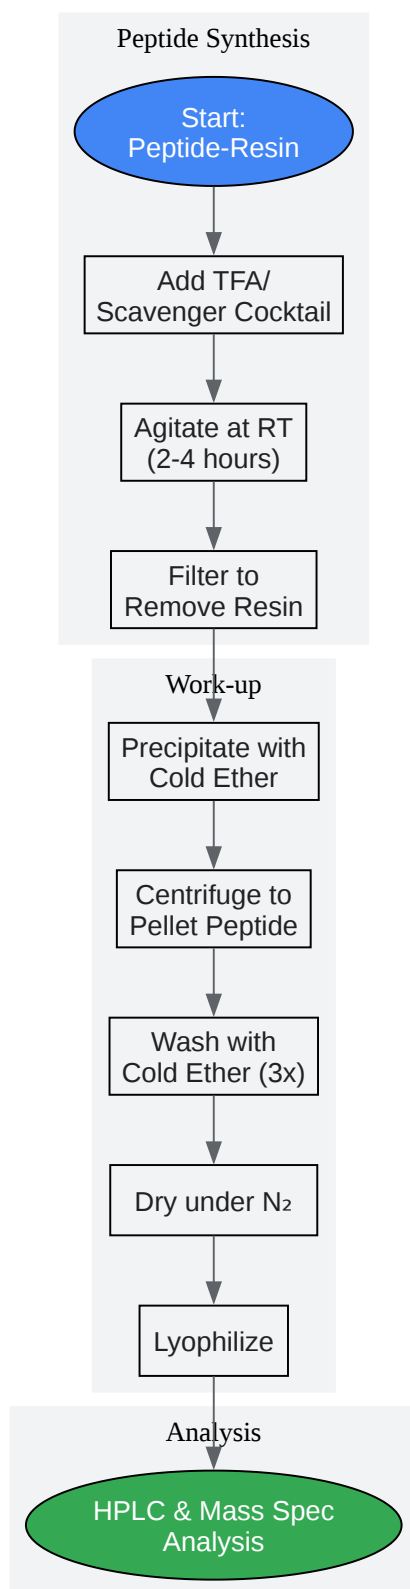 Peptide Synthesis
Start:
Peptide-Resin
Add TFA/
Scavenger Cocktail
Agitate at RT
(2-4 hours)
Filter to
Remove Resin
Work-up
Precipitate with
Cold Ether
Centrifuge to
Pellet Peptide
Wash with
Cold Ether (3x)
Dry under N₂
Lyophilize
Analysis
HPLC & Mass Spec
Analysis